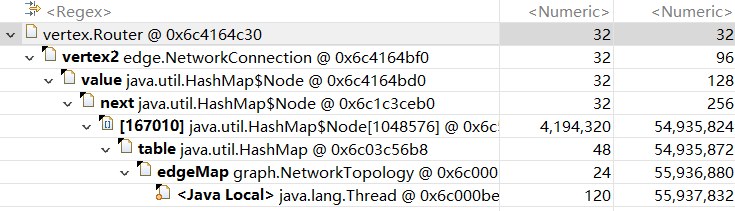 <Regex> <Numeric> <Numeric>
vertex.Router @ 0x6c4164c30 32 32
vertex2 edge.NetworkConnection @ 0x6c4164bf0 32 96
value java.util.HashMap$Node @ 0x6c4164bd0 32 128
next java.util.HashMap$Node @ 0x6c1c3ceb0 32 256
[167010] java.util.HashMap$Node[1048576] @ 0x6c5 4,194,320 54,935,824
table java.util.HashMap @ 0x6c03c56b8 48 54,935,872
edgeMap graph.NetworkTopology @ 0x6c000 24 55,936,880
<Java Local> java.lang.Thread @ 0x6c000be 120 55,937,832